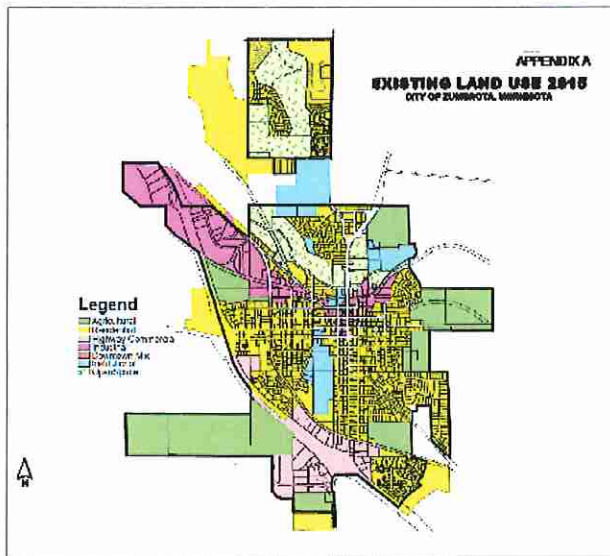 APPENDIX A
EXISTING LAND USE 2015
CITY OF ZUMBROTA, MINNESOTA
Legend
Agricultural
Residential
Highway Commercial
Industrial
Downtown Mix
Institutional
Open Space
N